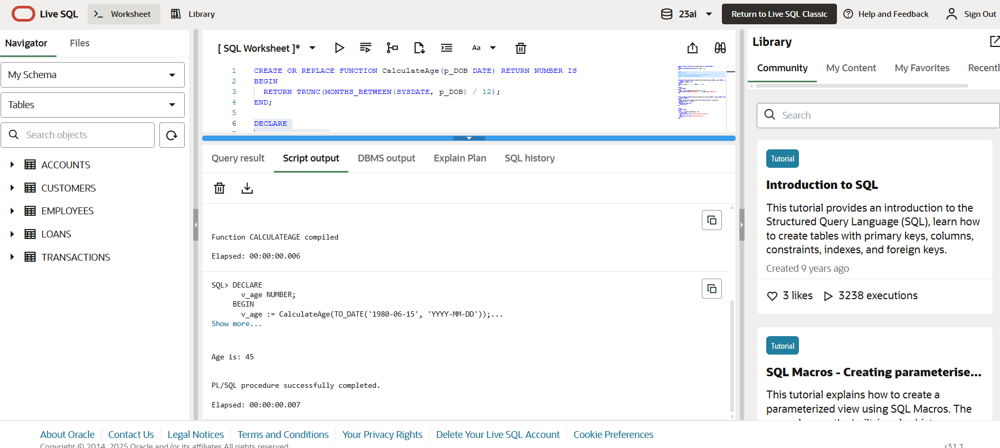 Live SQL
Worksheet
Library
23ai
Return to Live SQL Classic
Help and Feedback
Sign Out
Navigator
Files
My Schema
Tables
Search objects
ACCOUNTS
CUSTOMERS
EMPLOYEES
LOANS
TRANSACTIONS
[ SQL Worksheet ]*
Aa
1 CREATE OR REPLACE FUNCTION CalculateAge(p_DOB DATE) RETURN NUMBER IS
2 BEGIN
3 RETURN TRUNC(MONTHS_BETWEEN(SYSDATE, p_DOB) / 12);
4 END;
5
6 DECLARE
Query result
Script output
DBMS output
Explain Plan
SQL history
Function CALCULATEAGE compiled
Elapsed: 00:00:00.006
SQL> DECLARE
v_age NUMBER;
BEGIN
v_age := CalculateAge(TO_DATE('1980-06-15', 'YYYY-MM-DD'));...
Show more...
Age is: 45
PL/SQL procedure successfully completed.
Elapsed: 00:00:00.007
Library
Community
My Content
My Favorites
Recentl
Search
Tutorial
Introduction to SQL
This tutorial provides an introduction to the
Structured Query Language (SQL), learn how
to create tables with primary keys, columns,
constraints, indexes, and foreign keys.
Created 9 years ago
3 likes
3238 executions
Tutorial
SQL Macros - Creating parameterise...
This tutorial explains how to create a
parameterized view using SQL Macros. The
About Oracle
Contact Us
Legal Notices
Terms and Conditions
Your Privacy Rights
Delete Your Live SQL Account
Cookie Preferences
Copyright © 2014, 2025 Oracle and/or its affiliates All rights reserved.
r31.1